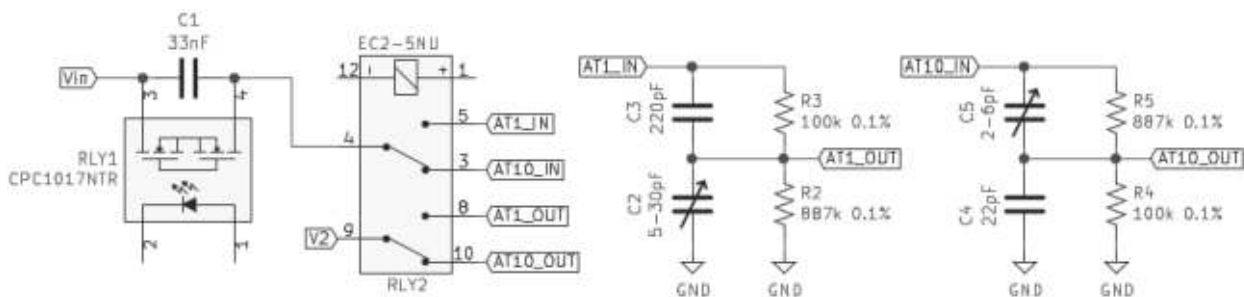 C1
33nF
Vin
3
4
RLY1
CPC1017NTR
2
1
EC2-5NU
12
-
+
1
5
AT1_IN
4
3
AT10_IN
8
AT1_OUT
V2
9
10
AT10_OUT
RLY2
AT1_IN
C3
220pF
R3
100k 0.1%
AT1_OUT
C2
5-30pF
R2
887k 0.1%
GND
GND
AT10_IN
C5
2-6pF
R5
887k 0.1%
AT10_OUT
C4
22pF
R4
100k 0.1%
GND
GND